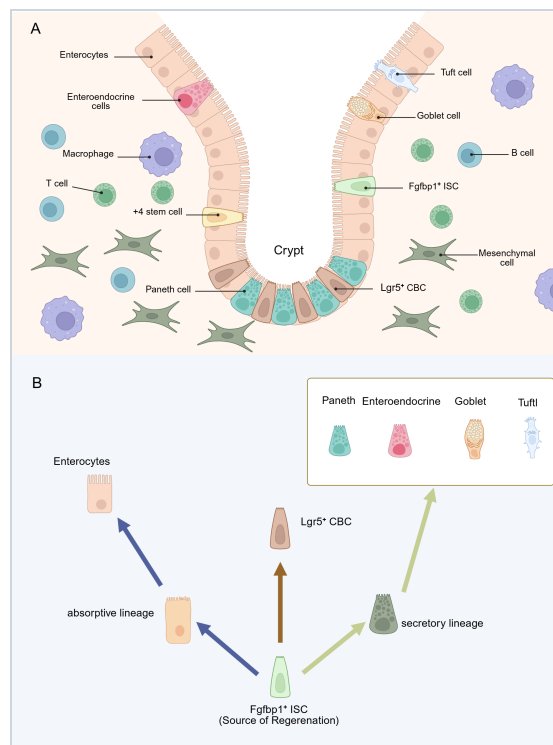 A
Enterocytes
Tuft cell
Enteroendocrine
cells
Goblet cell
Macrophage
B cell
T cell
Fgfbp1⁺ ISC
+4 stem cell
Crypt
Mesenchymal
cell
Paneth cell
Lgr5⁺ CBC
B
Paneth
Enteroendocrine
Goblet
Tuftl
Enterocytes
Lgr5⁺ CBC
absorptive lineage
secretory lineage
Fgfbp1⁺ ISC
(Source of Regerenation)